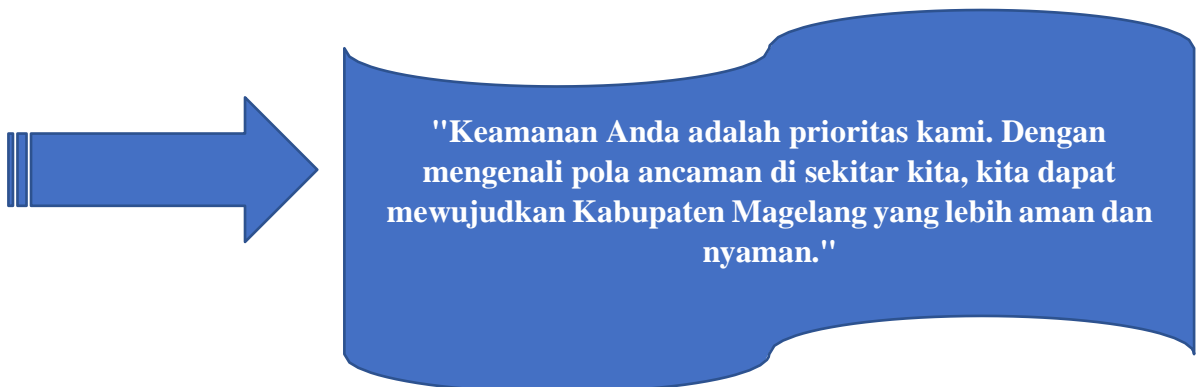 "Keamanan Anda adalah prioritas kami. Dengan
mengenali pola ancaman di sekitar kita, kita dapat
mewujudkan Kabupaten Magelang yang lebih aman dan
nyaman."